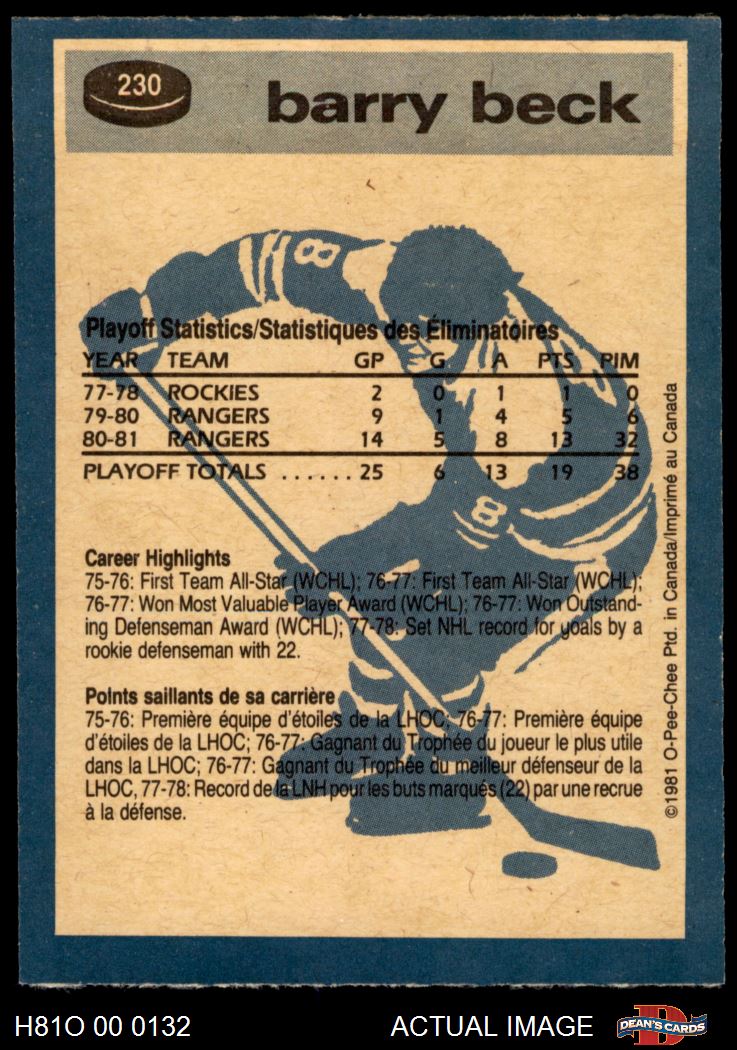 230
barry beck
8
Playoff Statistics/Statistiques des Éliminatoires
YEAR TEAM GP G A PTS PIM
77-78 ROCKIES 2 0 1 1 0
79-80 RANGERS 9 1 4 5 6
80-81 RANGERS 14 5 8 13 32
PLAYOFF TOTALS ...... 25 6 13 19 38
8
Career Highlights
75-76: First Team All-Star (WCHL); 76-77: First Team All-Star (WCHL);
76-77: Won Most Valuable Player Award (WCHL); 76-77: Won Outstand-
ing Defenseman Award (WCHL); 77-78: Set NHL record for goals by a
rookie defenseman with 22.
Points saillants de sa carrière
75-76: Première équipe d'étoiles de la LHOC; 76-77: Première équipe
d'étoiles de la LHOC; 76-77: Gagnant du Trophée du joueur le plus utile
dans la LHOC; 76-77: Gagnant du Trophée du meilleur défenseur de la
LHOC, 77-78: Record de la LNH pour les buts marqués (22) par une recrue
à la défense.
©1981 O-Pee-Chee Ptd. in Canada/Imprimé au Canada
H81O 00 0132 ACTUAL IMAGE
DEAN'S CARDS